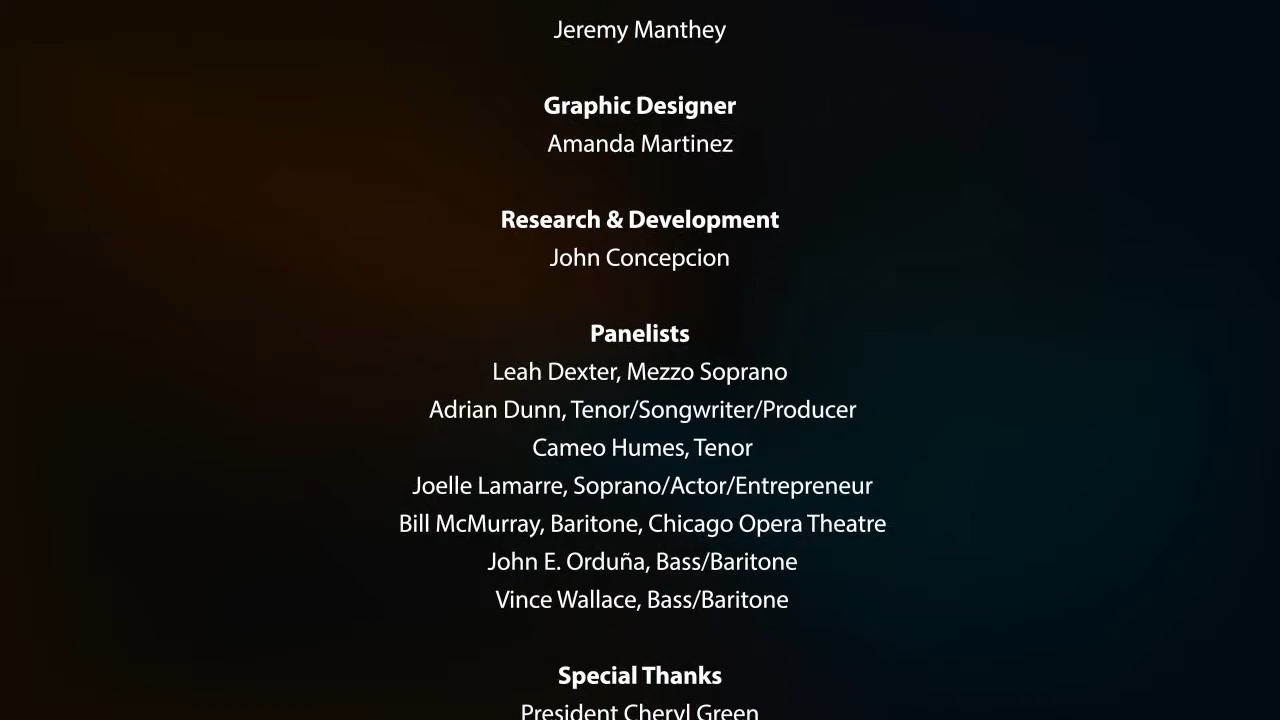 Jeremy Manthey
Graphic Designer
Amanda Martinez
Research & Development
John Concepcion
Panelists
Leah Dexter, Mezzo Soprano
Adrian Dunn, Tenor/Songwriter/Producer
Cameo Humes, Tenor
Joelle Lamarre, Soprano/Actor/Entrepreneur
Bill McMurray, Baritone, Chicago Opera Theatre
John E. Orduña, Bass/Baritone
Vince Wallace, Bass/Baritone
Special Thanks
President Cheryl Green